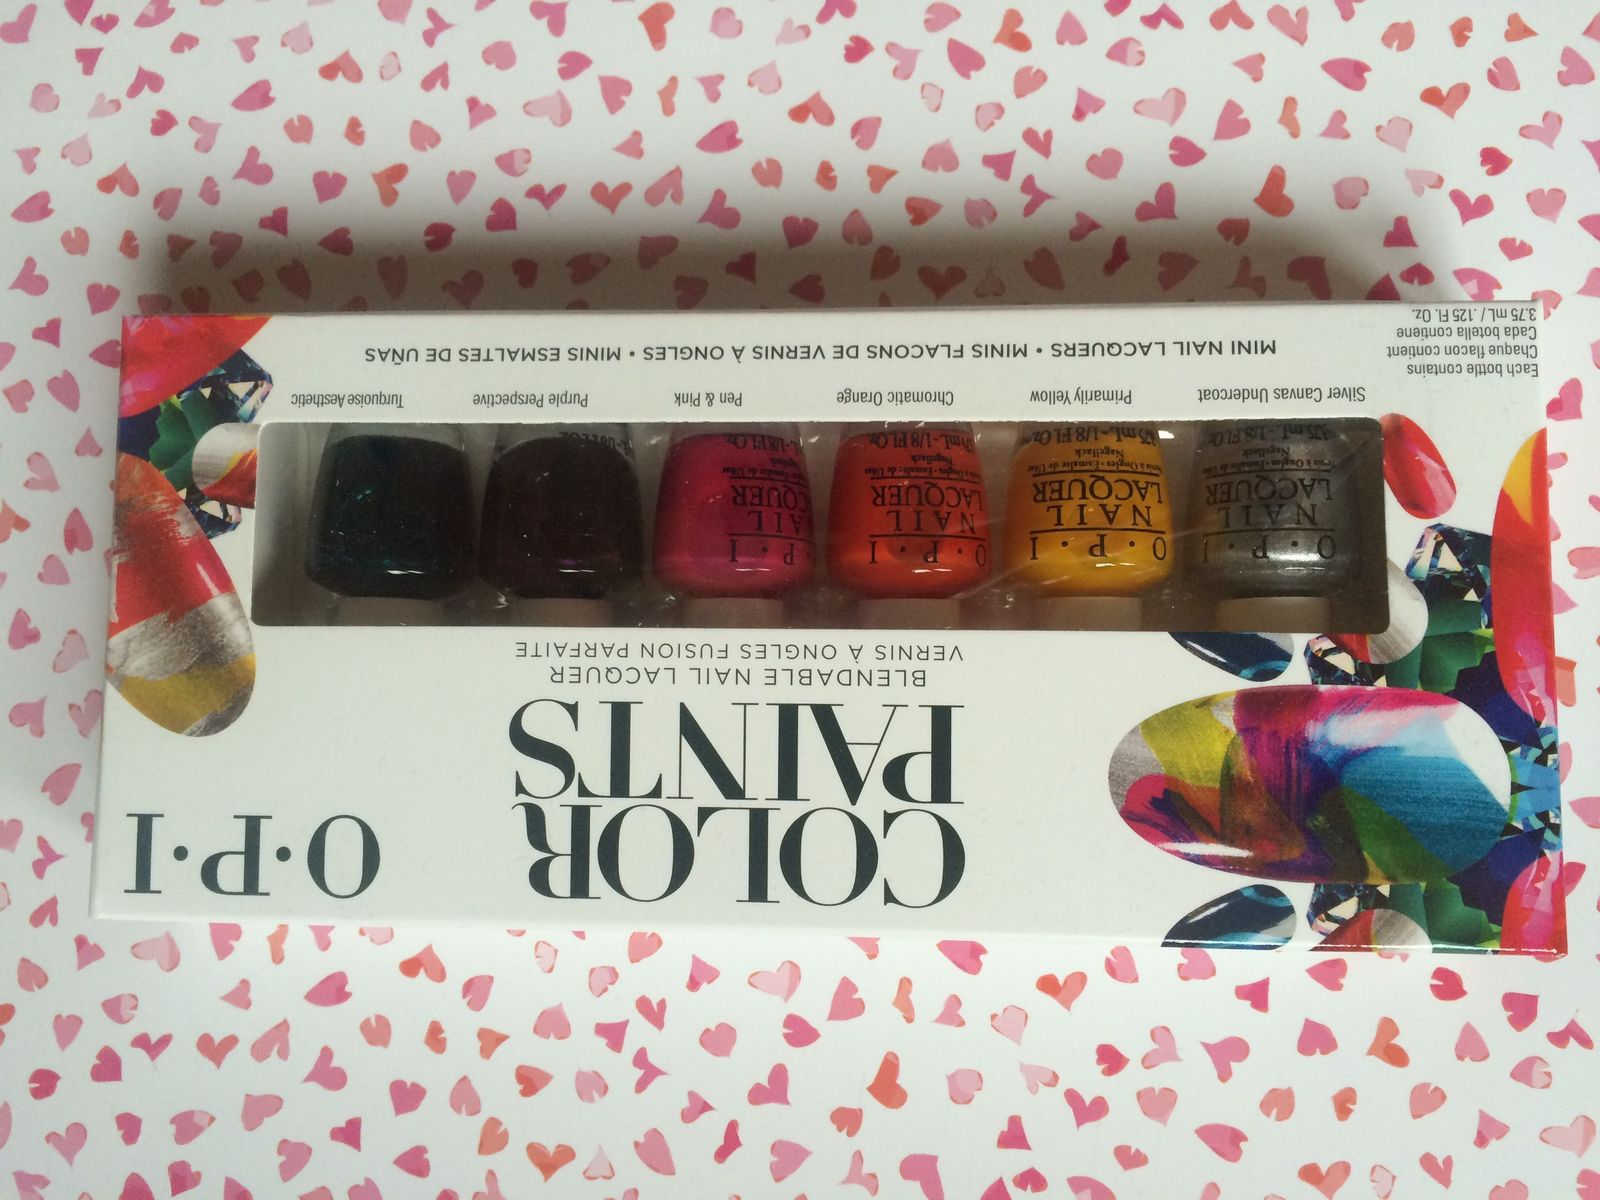 O·P·I
COLOR
PAINTS
BLENDABLE NAIL LACQUER
VERNIS À ONGLES FUSION PARFAITE
O·P·I
NAIL
LACQUER
Nagellack
O·P·I
NAIL
LACQUER
Nagellack
O·P·I
NAIL
LACQUER
O·P·I
NAIL
LACQUER
Silver Canvas Undercoat
Primarily Yellow
Chromatic Orange
Pen & Pink
Purple Perspective
Turquoise Aesthetic
MINI NAIL LACQUERS • MINIS FLACONS DE VERNIS À ONGLES • MINIS ESMALTES DE UÑAS
Each bottle contains
Chaque flacon contient
Cada botella contiene
3.75 mL / .125 Fl. Oz.